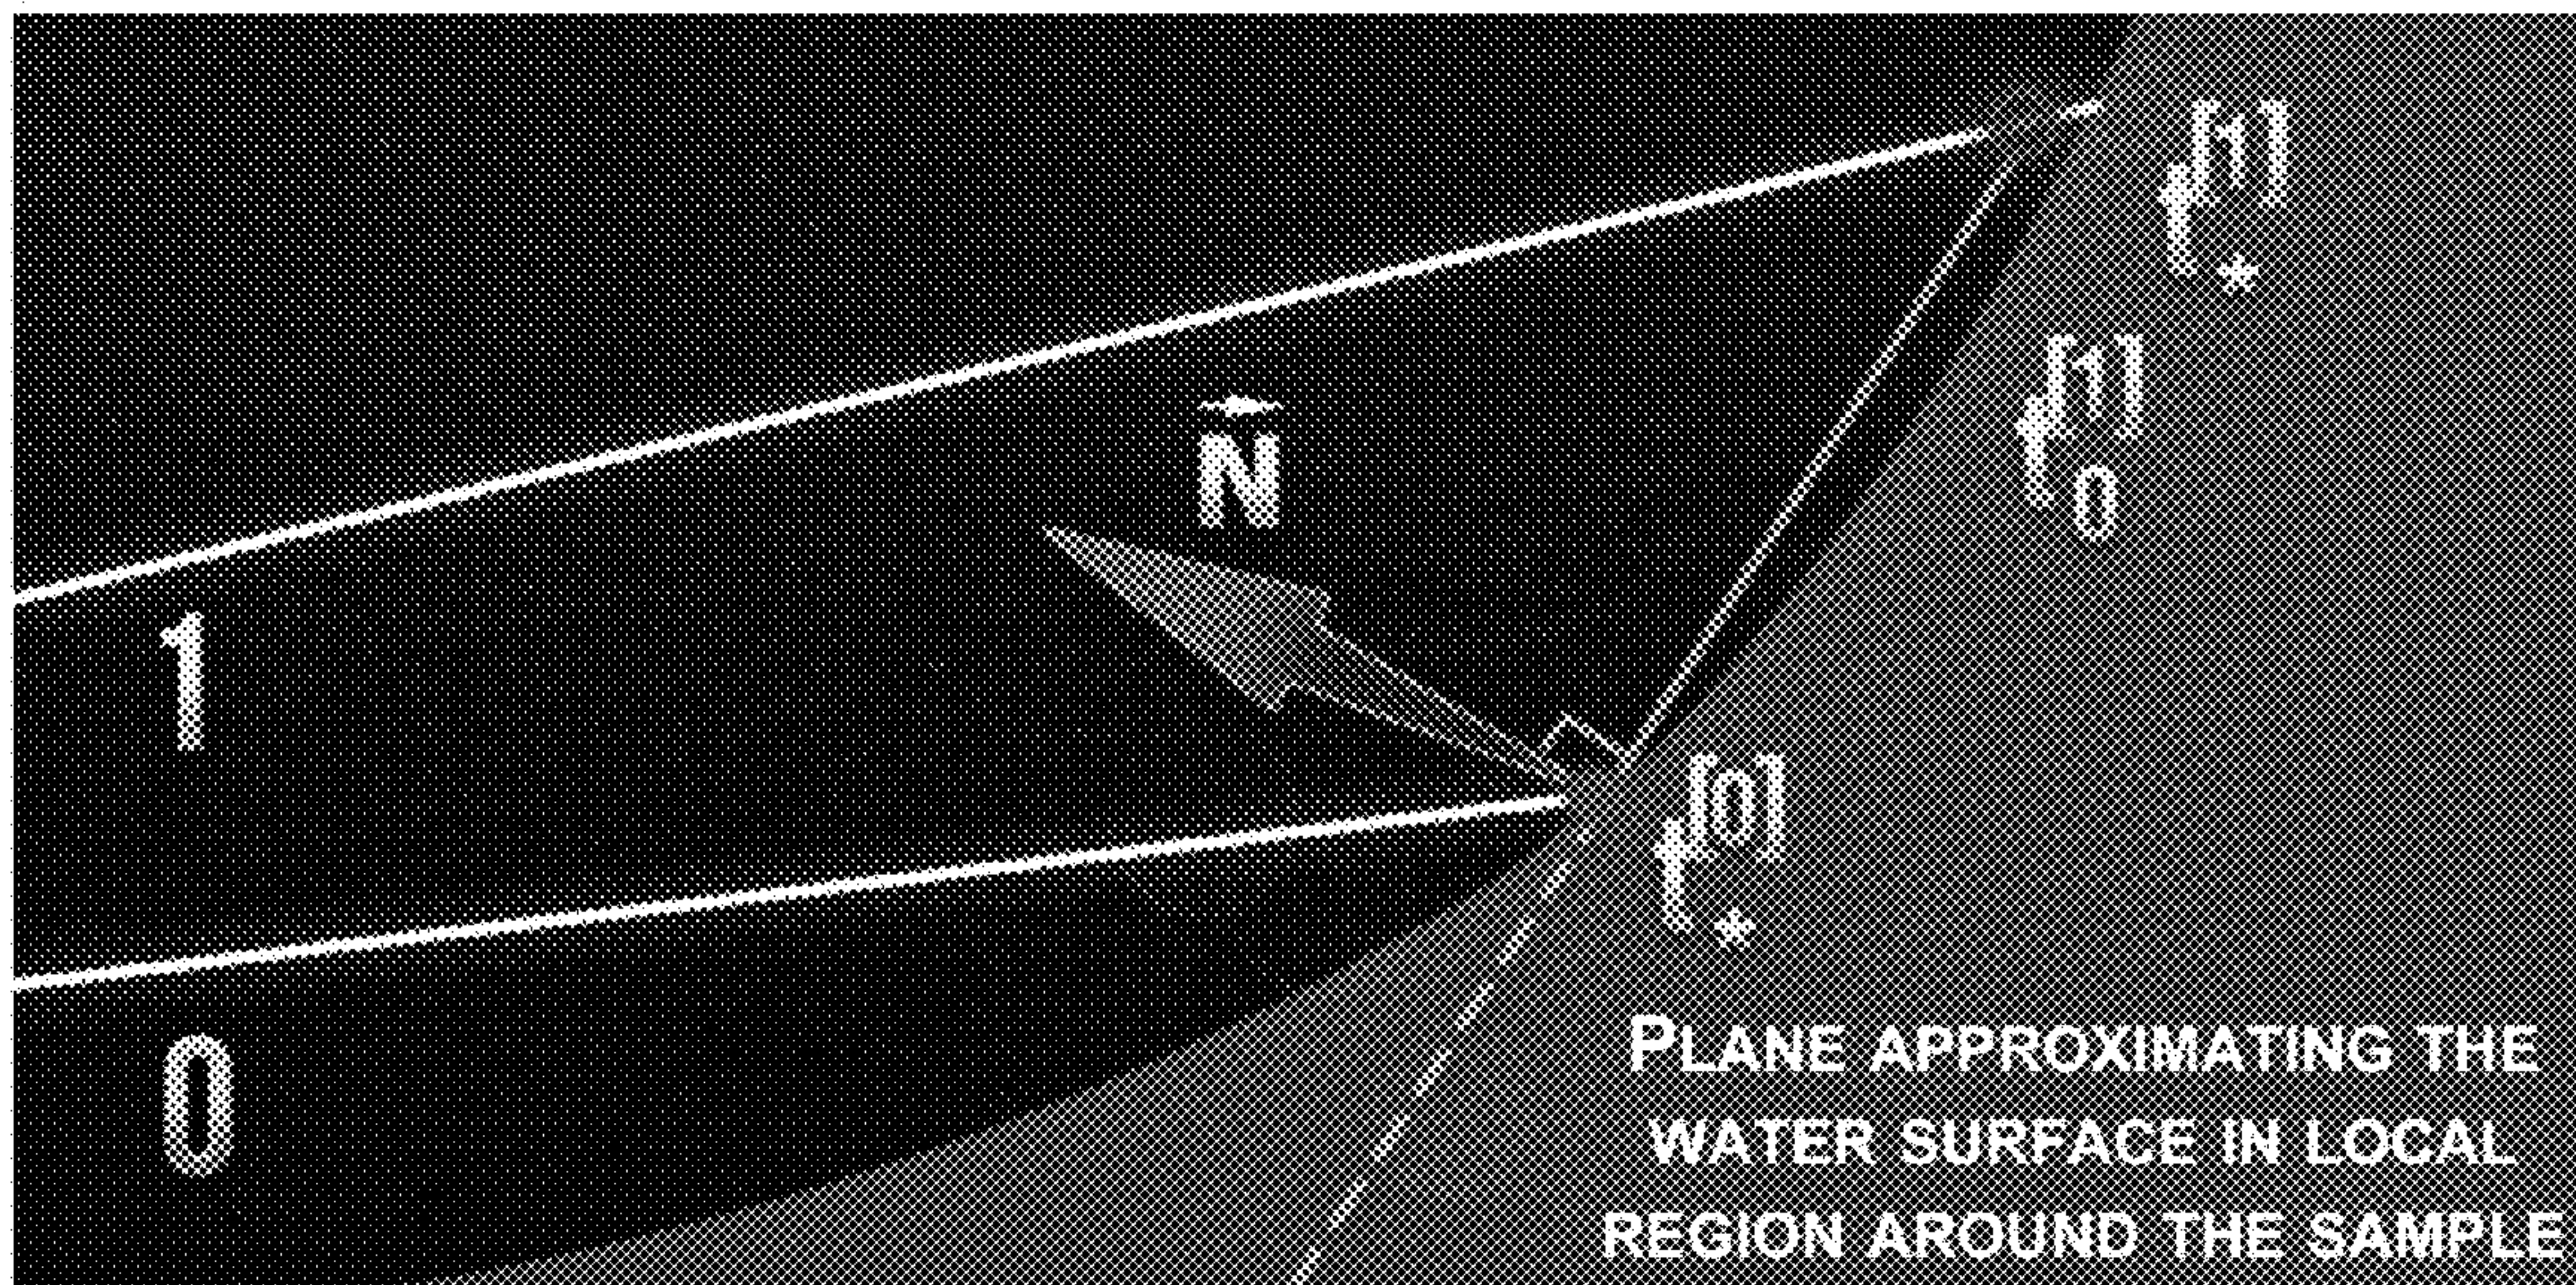 t[1]*
N
t[1]0
1
t[0]*
0
PLANE APPROXIMATING THE
WATER SURFACE IN LOCAL
REGION AROUND THE SAMPLE